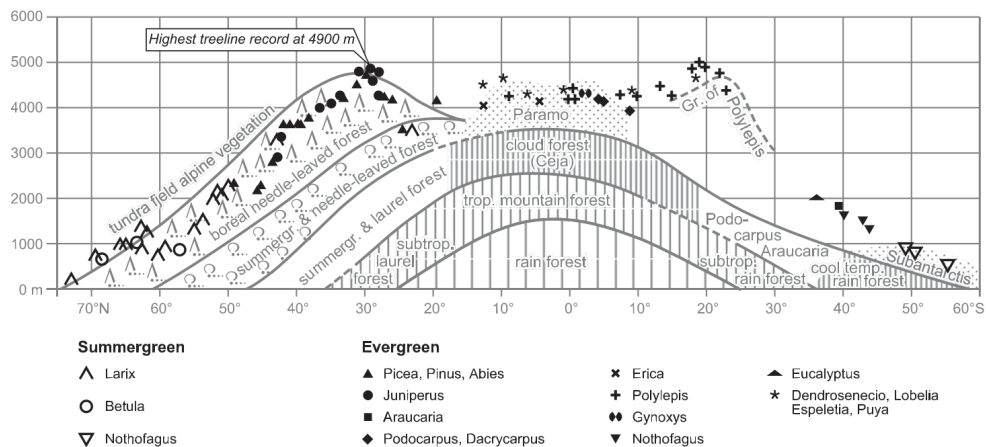 6000
Highest treeline record at 4900 m
5000
4000
3000
2000
1000
0 m
tundra field alpine vegetation
boreal needle-leaved forest
summergr. & needle-leaved forest
summergr. & laurel forest
subtrop.
laurel
forest
Páramo
cloud forest
(Ceja)
trop. mountain forest
rain forest
subtrop.
rain forest
Gr. o.
Polylepis
Podo-
carpus
Araucaria
cool temp.
rain forest
Subantarctis
70°N 60° 50° 40° 30° 20° 10° 0° 10° 20° 30° 40° 50° 60°S
Summergreen
Larix
Betula
Nothofagus
Evergreen
Picea, Pinus, Abies
Juniperus
Araucaria
Podocarpus, Dacrycarpus
Erica
Polylepis
Gynoxys
Nothofagus
Eucalyptus
Dendrosenecio, Lobelia
Espeletia, Puya